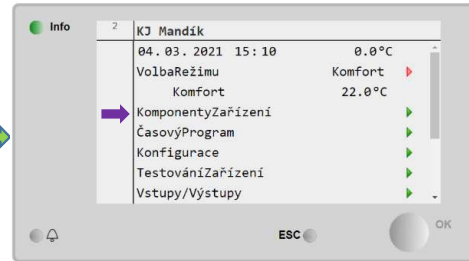 Info
2 KJ Mandík
04.03.2021 15:10 0.0°C
VolbaRežimu Komfort
Komfort 22.0°C
KomponentyZařízení
ČasovýProgram
Konfigurace
TestováníZařízení
Vstupy/Výstupy
ESC
OK